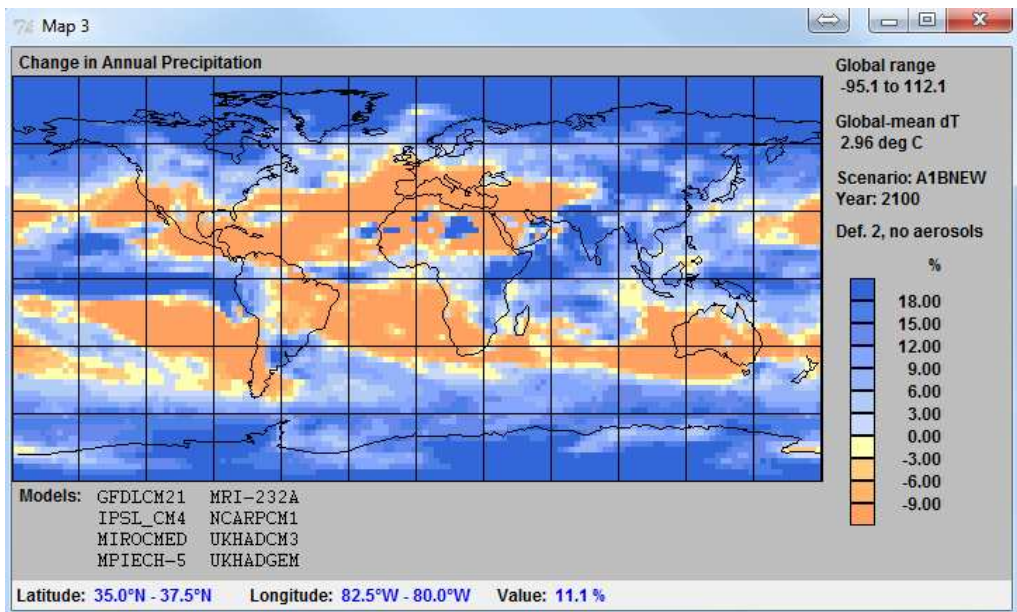 Map 3
Change in Annual Precipitation
Global range
-95.1 to 112.1
Global-mean dT
2.96 deg C
Scenario: A1BNEW
Year: 2100
Def. 2, no aerosols
%
18.00
15.00
12.00
9.00
6.00
3.00
0.00
-3.00
-6.00
-9.00
Models: GFDLCM21 MRI-232A
IPSL_CM4 NCARPCM1
MIROCMED UKHADCM3
MPIECH-5 UKHADGEM
Latitude: 35.0°N - 37.5°N Longitude: 82.5°W - 80.0°W Value: 11.1 %